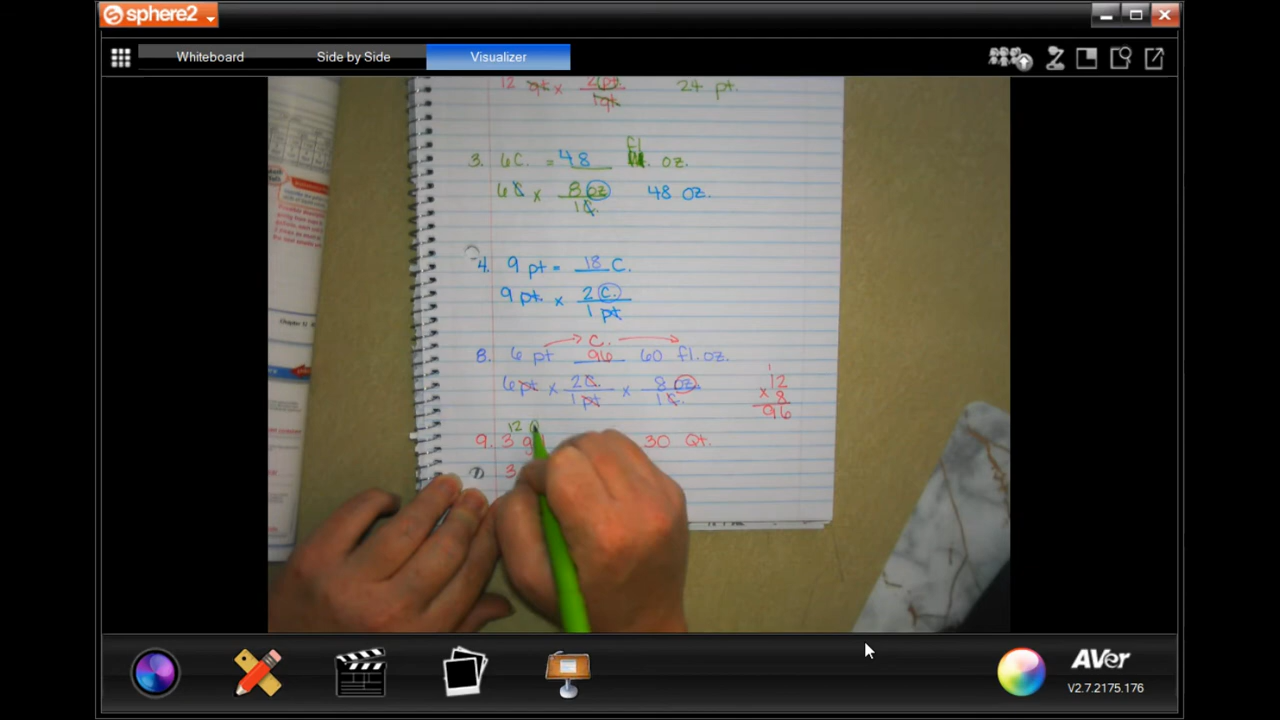 sphere2
Whiteboard Side by Side Visualizer
12 qt x 2 pt. 24 pt.
1 qt
3. 6C. = 48 fl. oz.
6 C x 8 oz 48 oz.
1 C.
4. 9 pt = 18 C.
9 pt. x 2 C.
1 pt
C.
8. 6 pt 96 60 fl. oz.
6 pt x 2 C. x 8 oz
1 pt 1 C.
12
x 8
96
12
9. 3 30 Qt.
3
Chapter
AVer
V2.7.2175.176